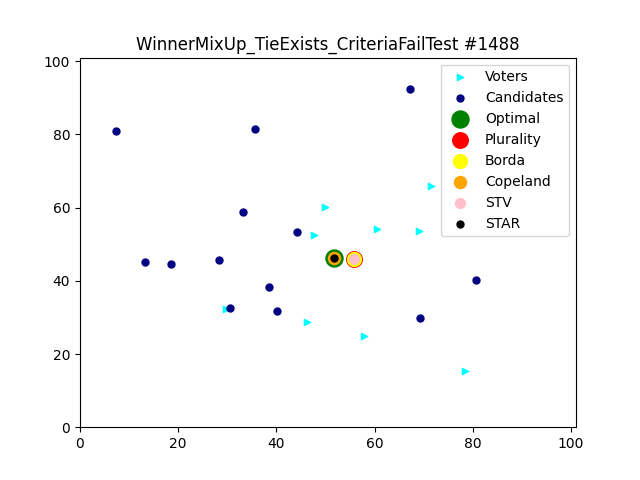 WinnerMixUp_TieExists_CriteriaFailTest #1488
100
80
60
40
20
0
0 20 40 60 80 100
Voters
Candidates
Optimal
Plurality
Borda
Copeland
STV
STAR